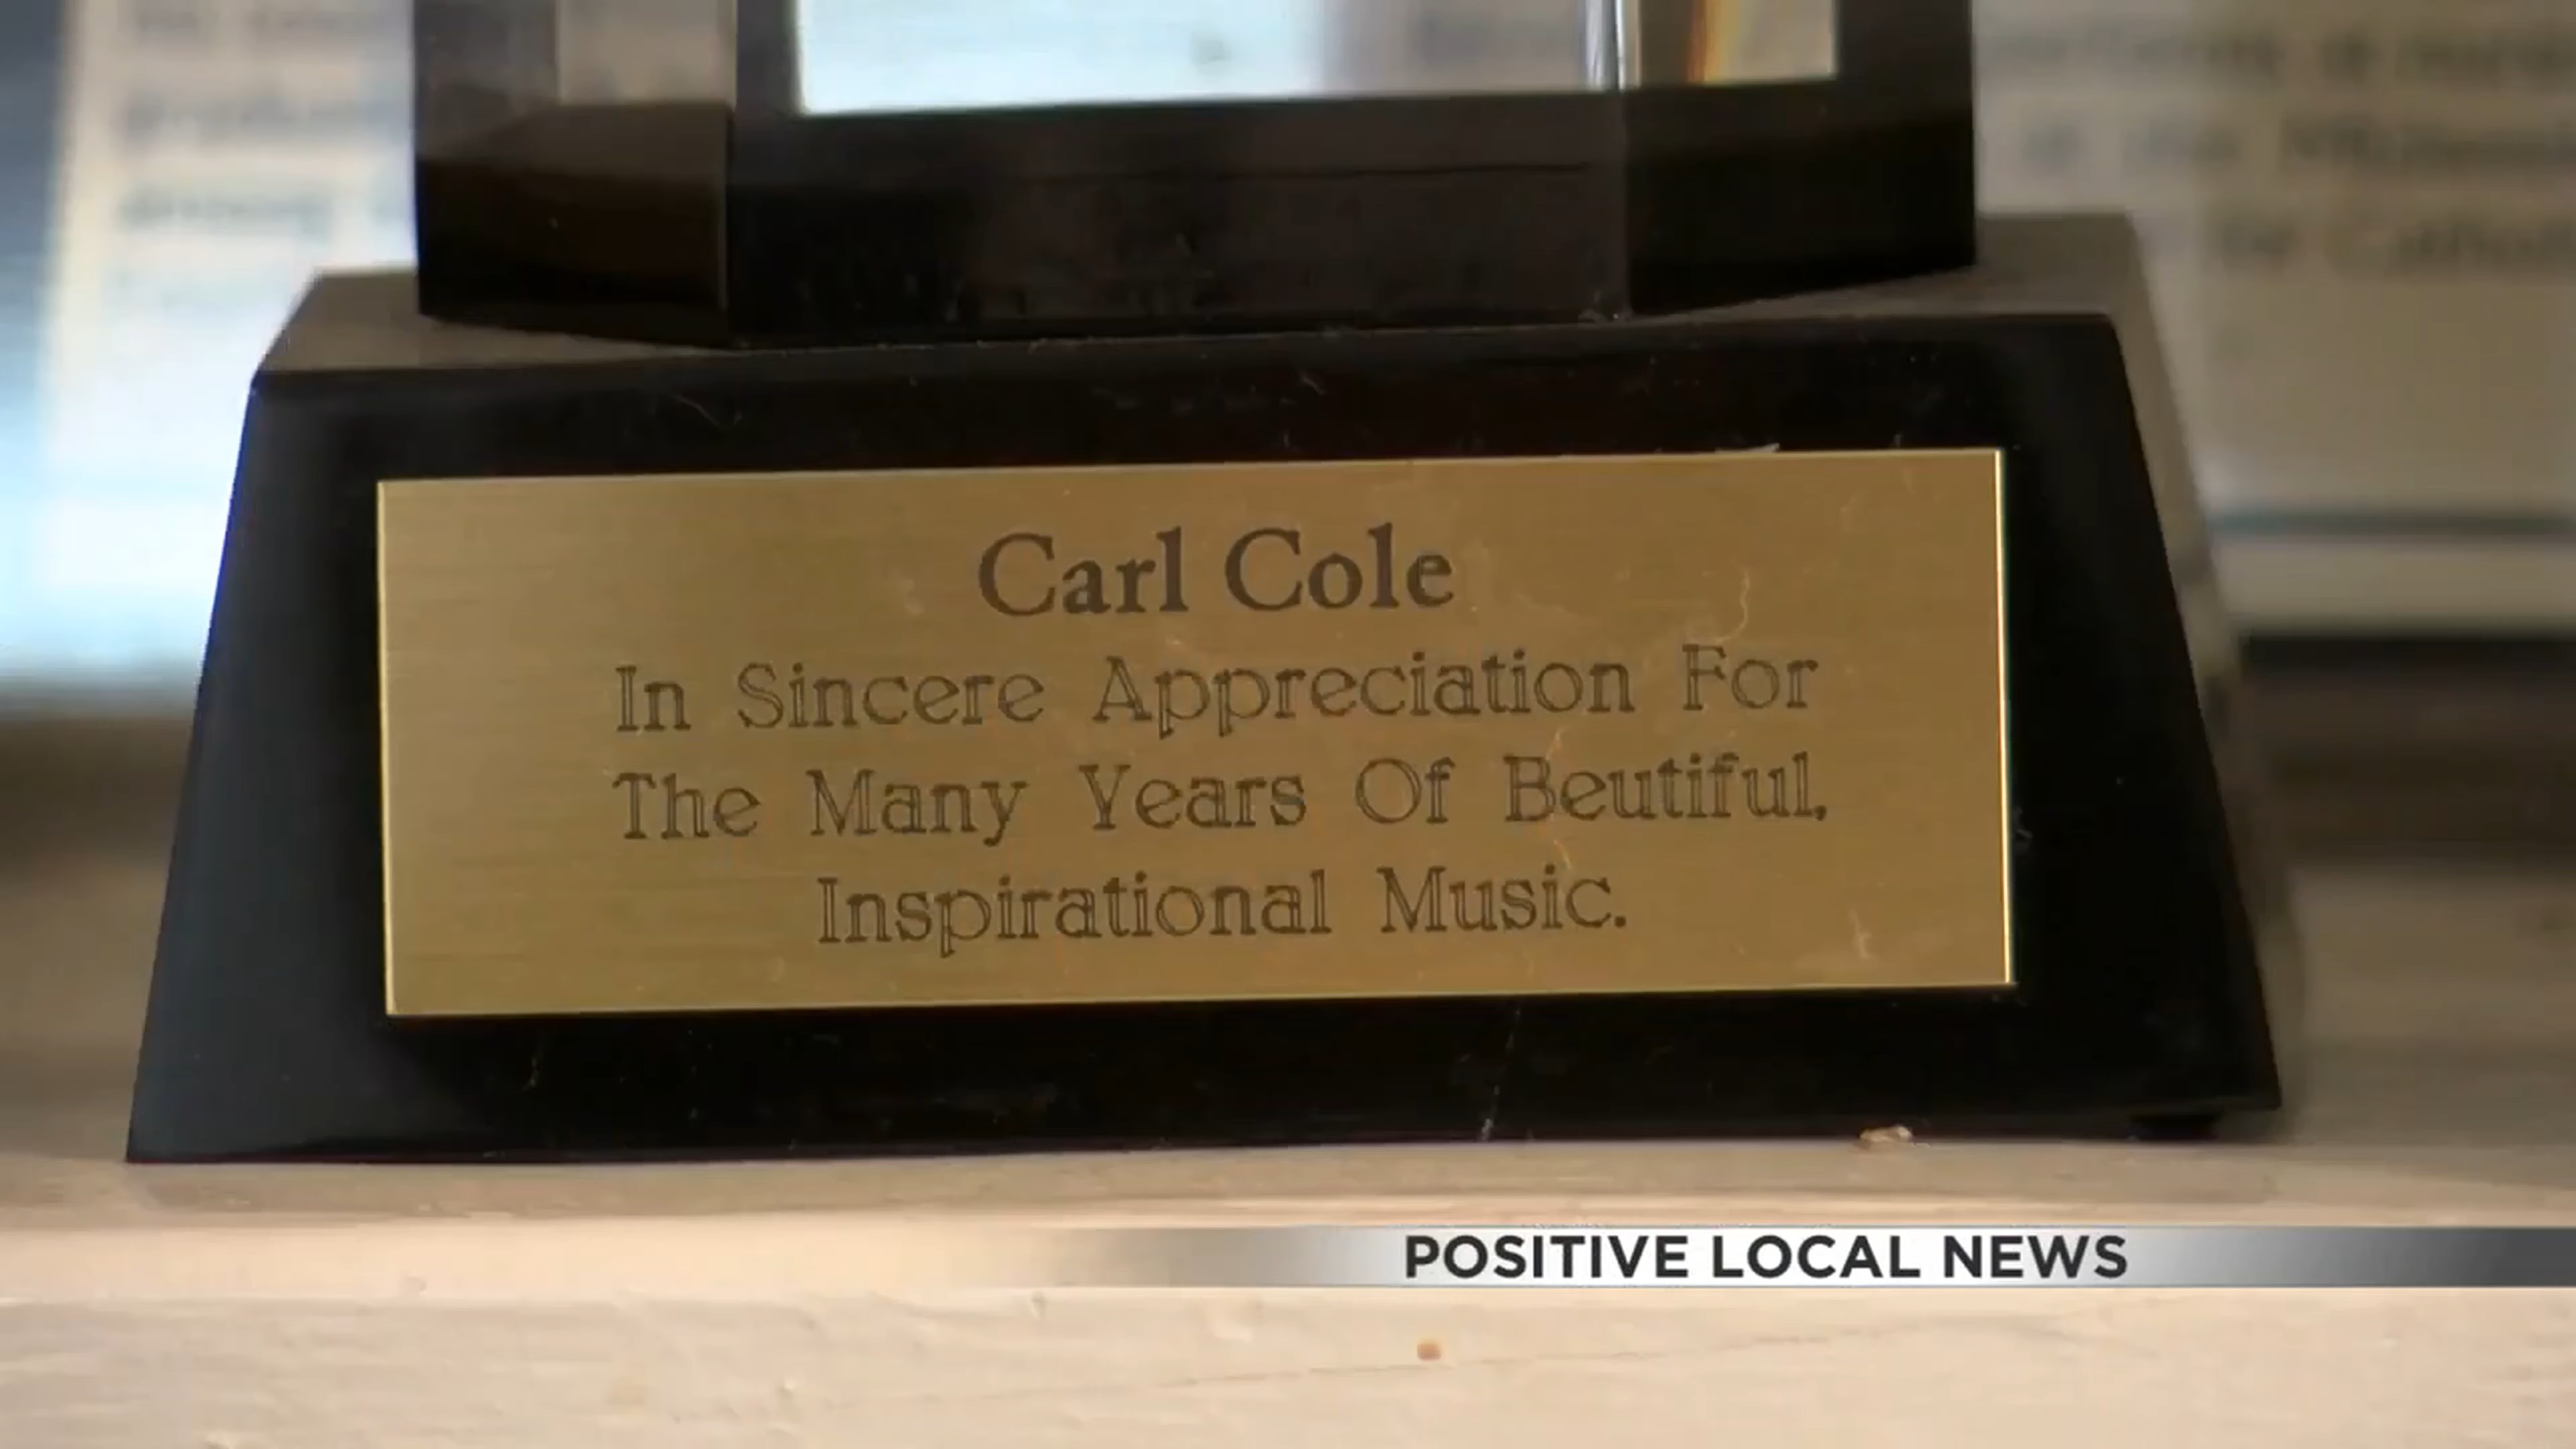 Carl Cole
In Sincere Appreciation For
The Many Years Of Beutiful,
Inspirational Music.
POSITIVE LOCAL NEWS